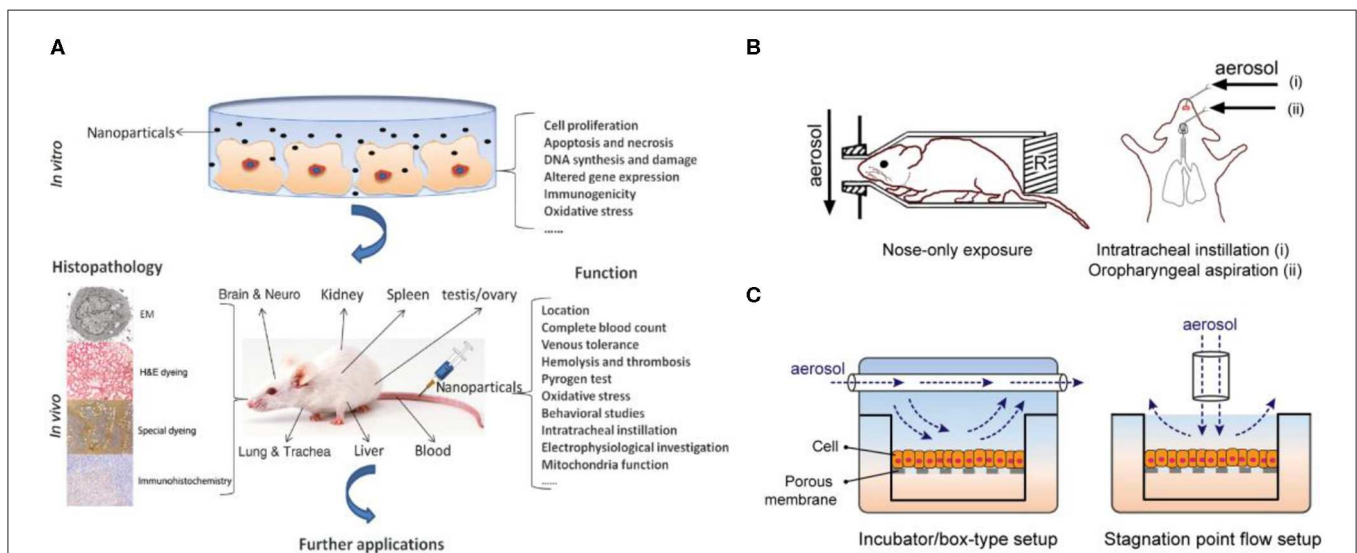 A
In vitro
Nanoparticals
Cell proliferation
Apoptosis and necrosis
DNA synthesis and damage
Altered gene expression
Immunogenicity
Oxidative stress
......
Histopathology
Function
In vivo
EM
H&E dyeing
Special dyeing
Immunohistochemistry
Brain & Neuro
Kidney
Spleen
testis/ovary
Nanoparticals
Lung & Trachea
Liver
Blood
Location
Complete blood count
Venous tolerance
Hemolysis and thrombosis
Pyrogen test
Oxidative stress
Behavioral studies
Intratracheal instillation
Electrophysiological investigation
Mitochondria function
......
Further applications
B
aerosol
R
Nose-only exposure
aerosol
(i)
(ii)
Intratracheal instillation (i)
Oropharyngeal aspiration (ii)
C
aerosol
Cell
Porous
membrane
Incubator/box-type setup
aerosol
Stagnation point flow setup